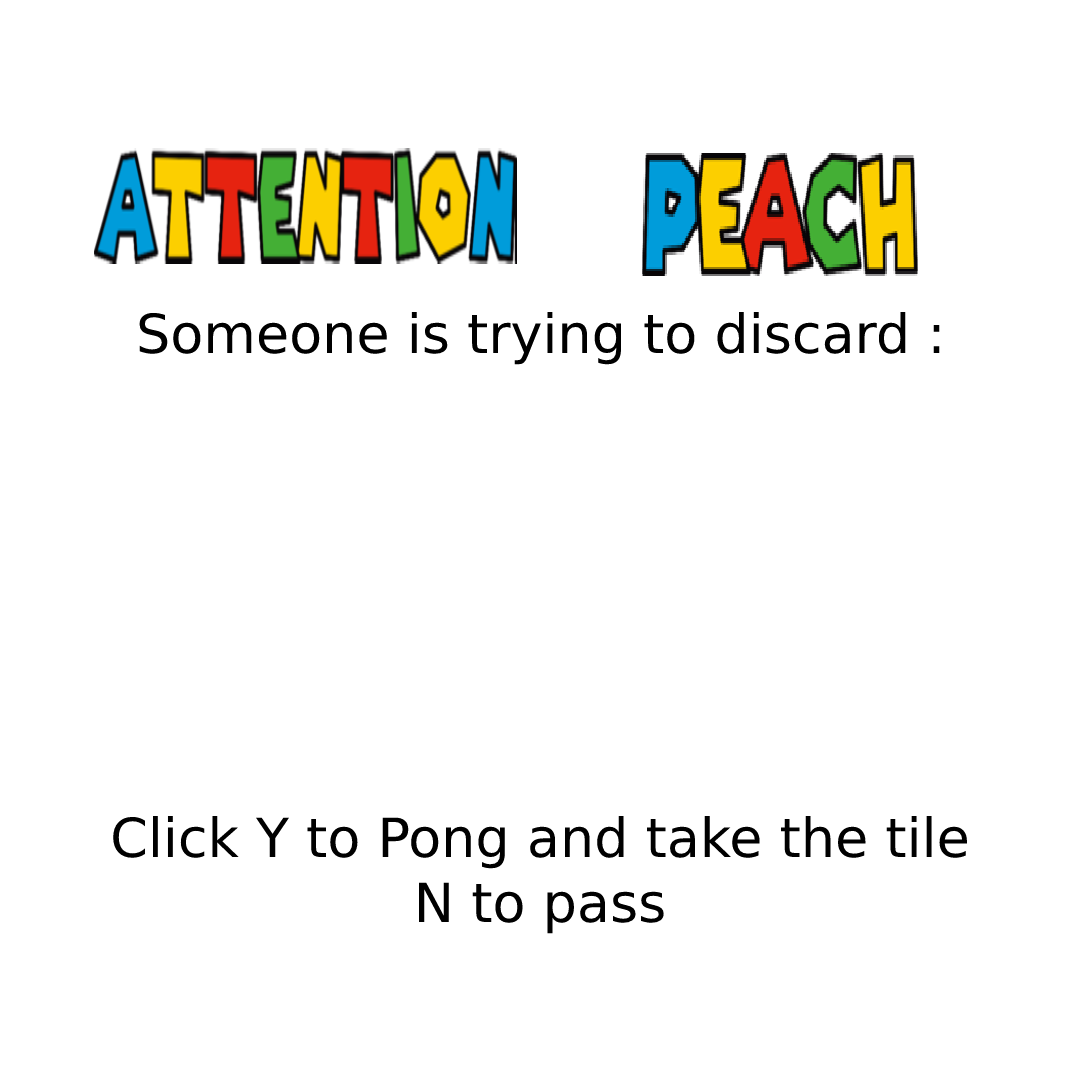 ATTENTION PEACH
Someone is trying to discard :
Click Y to Pong and take the tile
N to pass